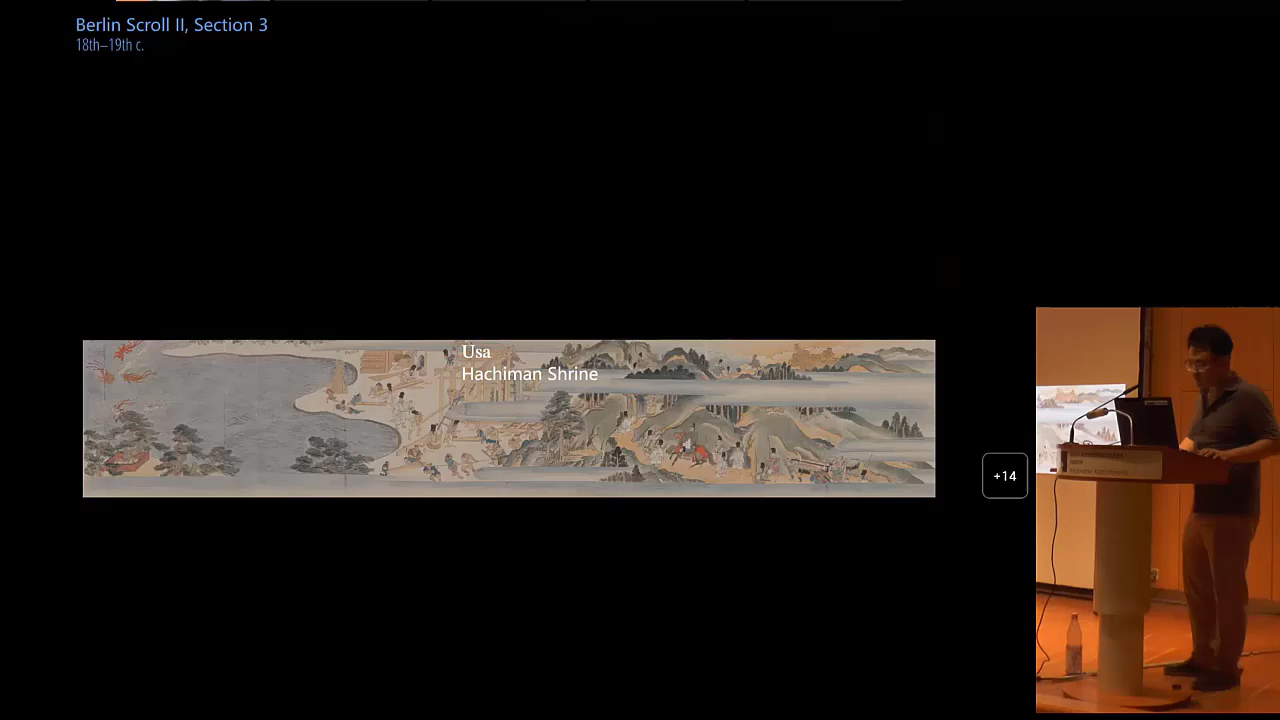 Berlin Scroll II, Section 3
18th–19th c.
Usa
Hachiman Shrine
+14